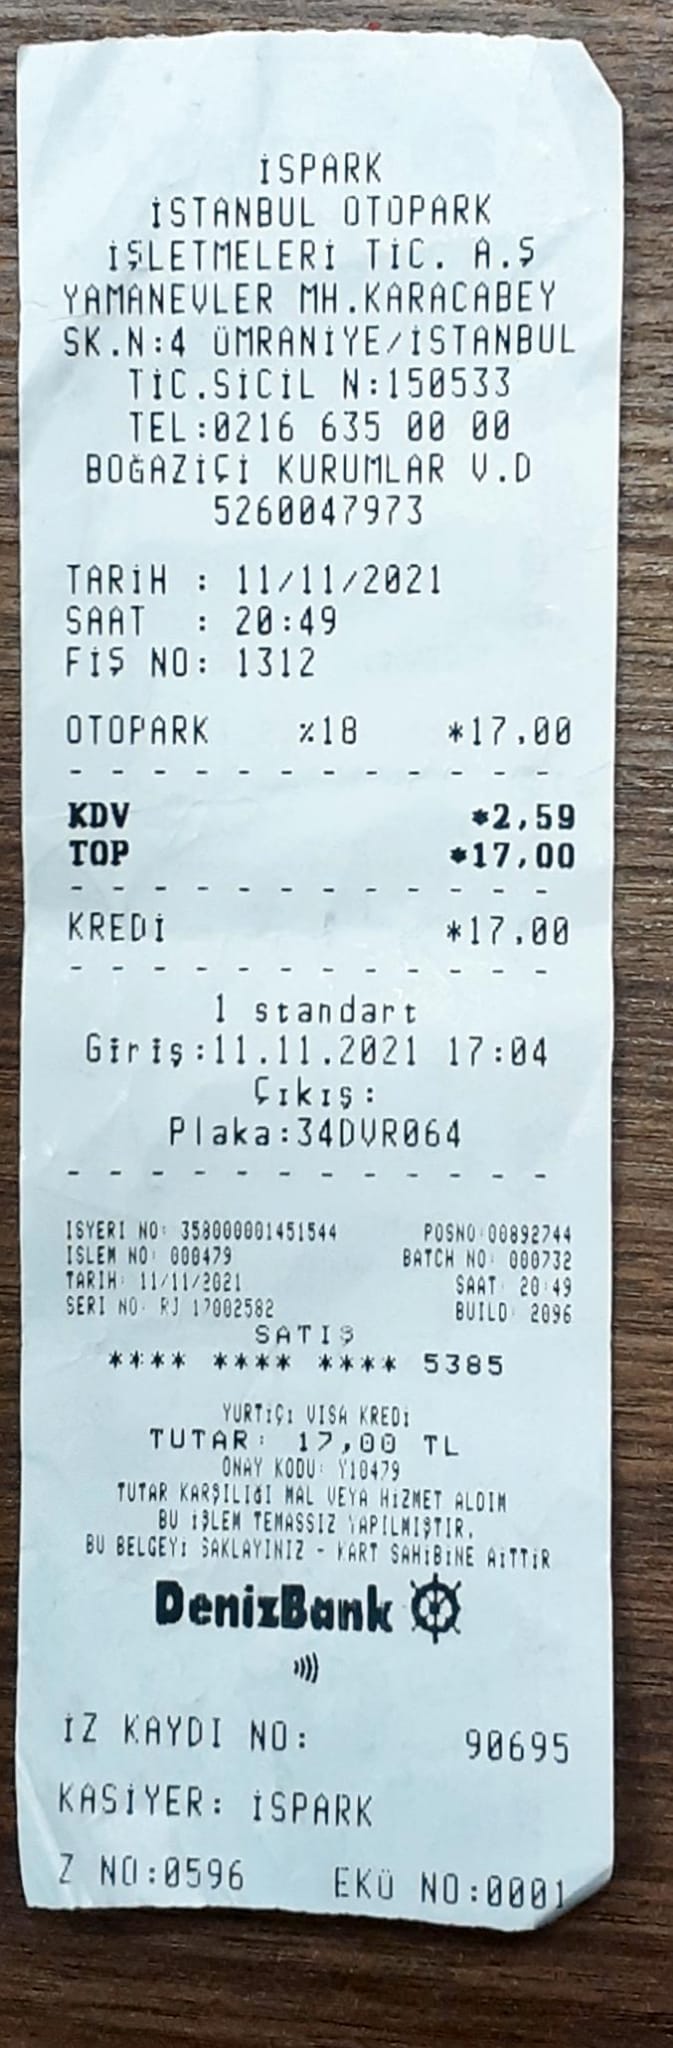 İSPARK
İSTANBUL OTOPARK
İŞLETMELERİ TİC. A.Ş
YAMANEVLER MH.KARACABEY
SK.N:4 ÜMRANİYE/İSTANBUL
TİC.SİCİL N:150533
TEL:0216 635 00 00
BOĞAZİÇİ KURUMLAR V.D
5260047973
TARİH : 11/11/2021
SAAT : 20:49
FİŞ NO: 1312
OTOPARK %18 *17,00
KDV *2,59
TOP *17,00
KREDİ *17,00
1 standart
Giriş:11.11.2021 17:04
Çıkış:
Plaka:34DVR064
ISYERI NO: 358000001451544 POSNO:00892744
ISLEM NO: 000479 BATCH NO: 000732
TARIH: 11/11/2021 SAAT: 20:49
SERI NO: RJ 17002582 BUILD: 2096
SATIŞ
**** **** **** 5385
YURTİÇİ VISA KREDİ
TUTAR: 17,00 TL
ONAY KODU: Y10479
TUTAR KARŞILIĞI MAL VEYA HİZMET ALDIM
BU İŞLEM TEMASSIZ YAPILMIŞTIR.
BU BELGEYİ SAKLAYINIZ - KART SAHİBİNE AİTTİR
DenizBank
İZ KAYDI NO: 90695
KASİYER: İSPARK
Z NO:0596 EKÜ NO:0001